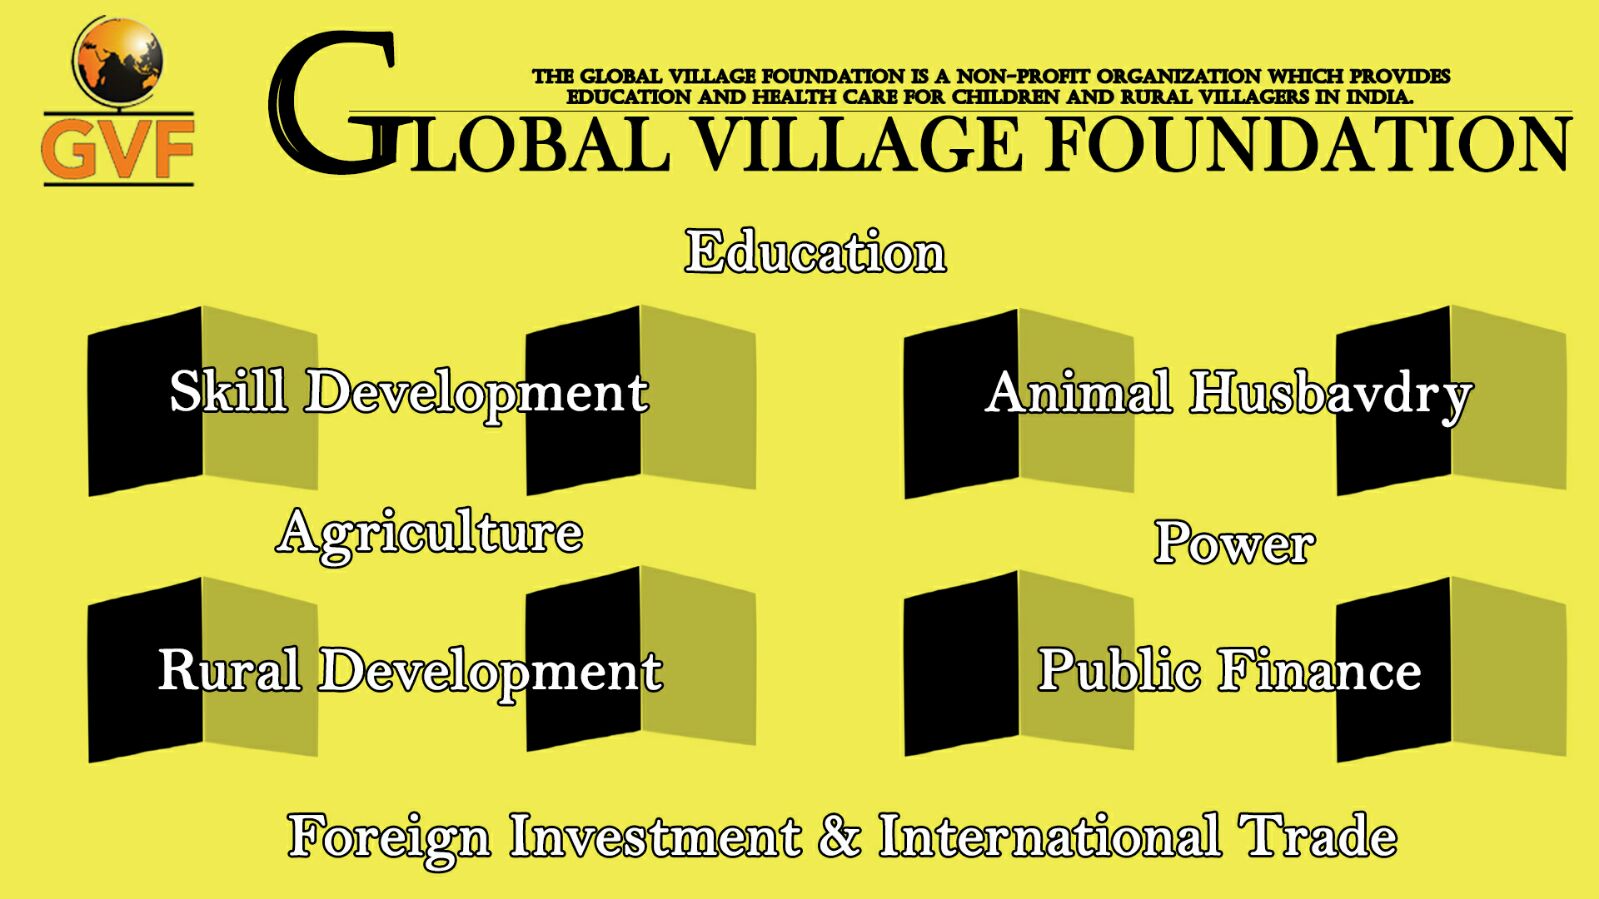 GVF
THE GLOBAL VILLAGE FOUNDATION IS A NON-PROFIT ORGANIZATION WHICH PROVIDES
EDUCATION AND HEALTH CARE FOR CHILDREN AND RURAL VILLAGERS IN INDIA.
GLOBAL VILLAGE FOUNDATION
Education
Skill Development
Animal Husbavdry
Agriculture
Power
Rural Development
Public Finance
Foreign Investment & International Trade